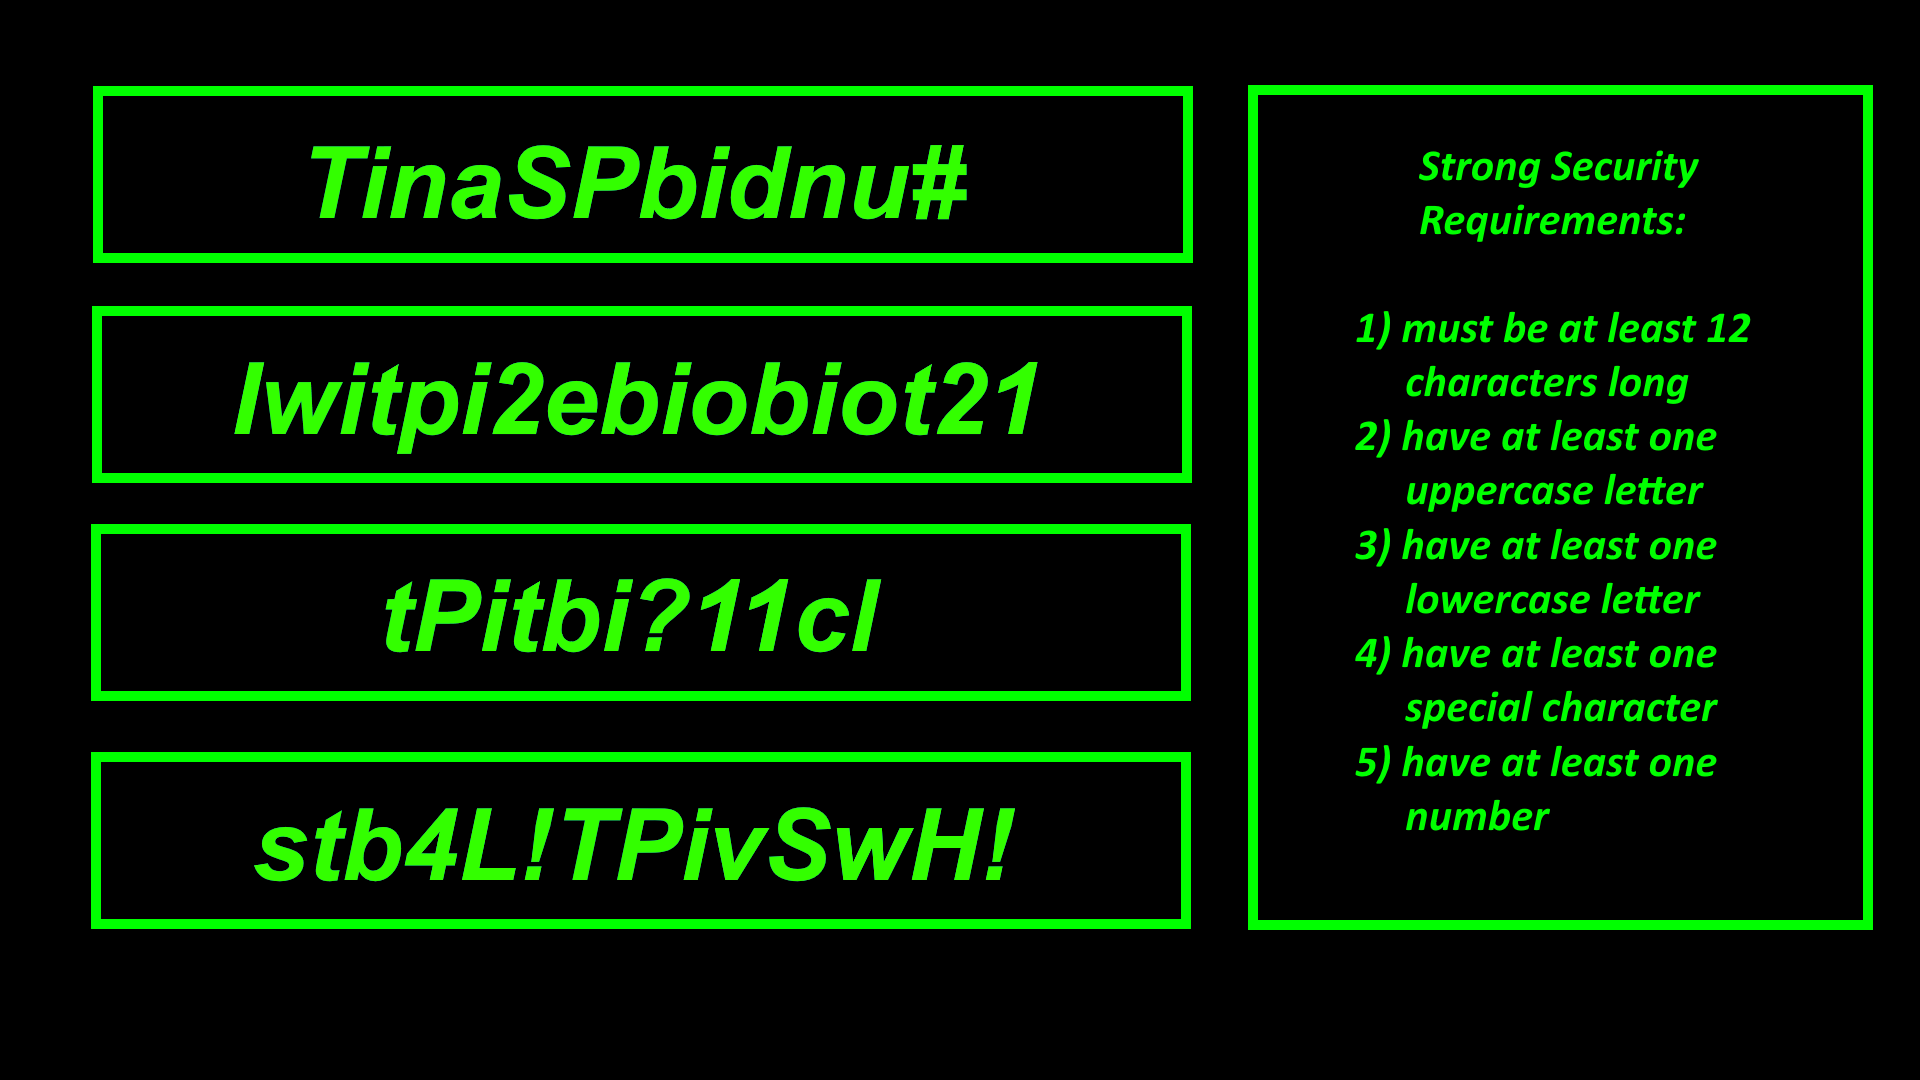 TinaSPbidnu#
Iwitpi2ebiobiot21
tPitbi?11cl
stb4L!TPivSwH!
Strong Security
Requirements:
1) must be at least 12
characters long
2) have at least one
uppercase letter
3) have at least one
lowercase letter
4) have at least one
special character
5) have at least one
number